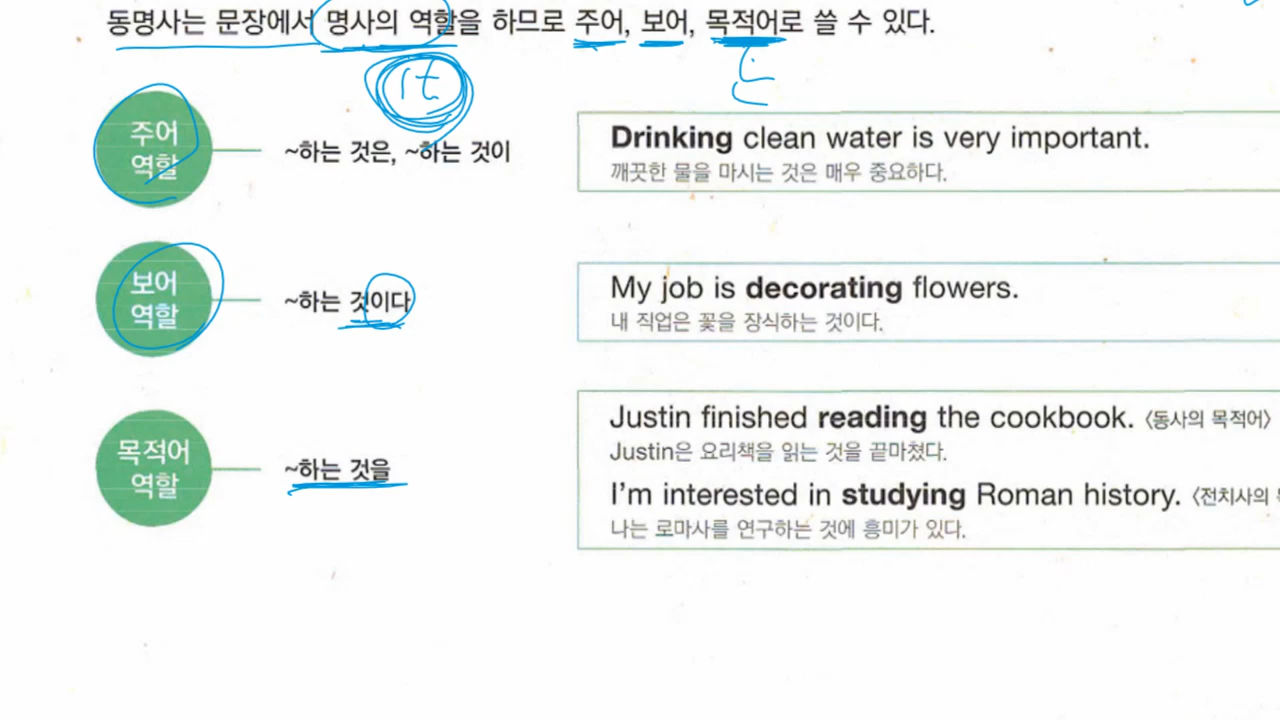 동명사는 문장에서 명사의 역할을 하므로 주어, 보어, 목적어로 쓸 수 있다.
it
주어
역할
~하는 것은, ~하는 것이
Drinking clean water is very important.
깨끗한 물을 마시는 것은 매우 중요하다.
보어
역할
~하는 것이다
My job is decorating flowers.
내 직업은 꽃을 장식하는 것이다.
목적어
역할
~하는 것을
Justin finished reading the cookbook. 〈동사의 목적어〉
Justin은 요리책을 읽는 것을 끝마쳤다.
I'm interested in studying Roman history. 〈전치사의
나는 로마사를 연구하는 것에 흥미가 있다.